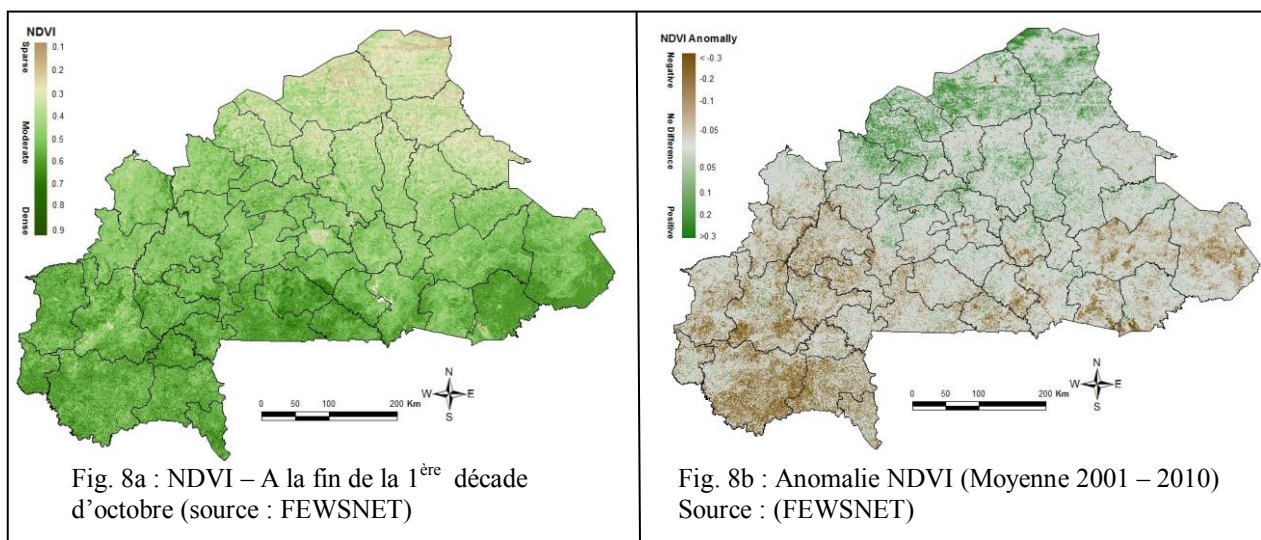 NDVI
Sparse
Moderate
Dense
0.1
0.2
0.3
0.4
0.5
0.6
0.7
0.8
0.9
N
W E
S
0 50 100 200 Km
Fig. 8a : NDVI – A la fin de la 1ère décade
d’octobre (source : FEWSNET)
NDVI Anomally
Negative
No Difference
Positive
< -0.3
-0.2
-0.1
-0.05
0.05
0.1
0.2
>0.3
N
W E
S
0 50 100 200 Km
Fig. 8b : Anomalie NDVI (Moyenne 2001 – 2010)
Source : (FEWSNET)